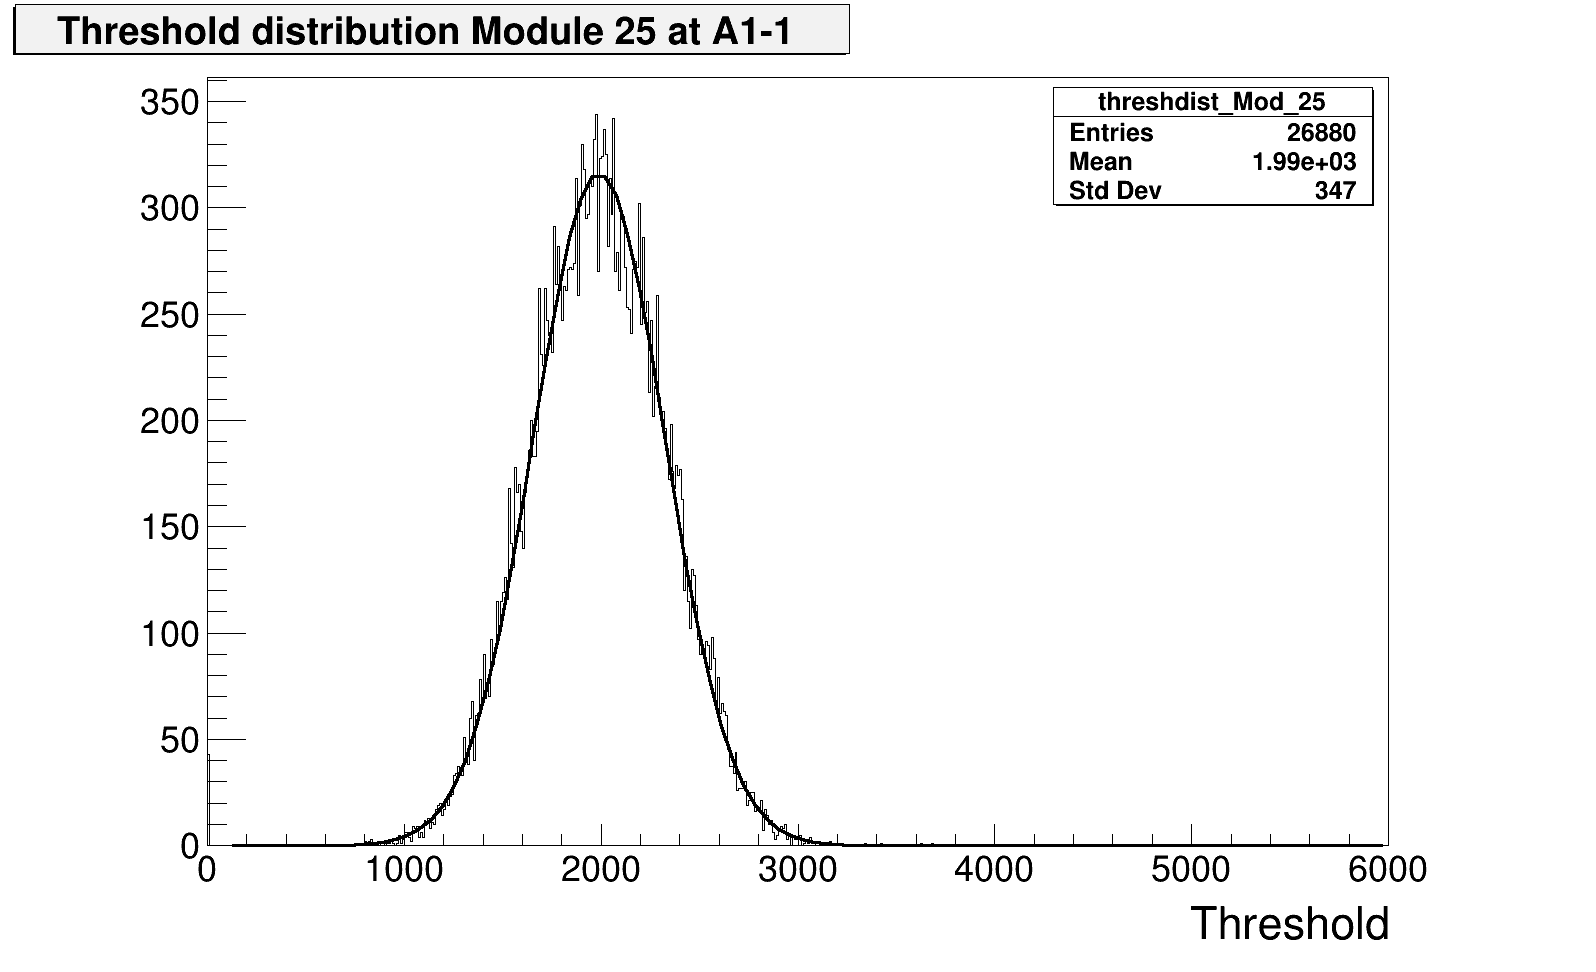 Threshold distribution Module 25 at A1-1
threshdist_Mod_25
Entries 26880
Mean 1.99e+03
Std Dev 347
350
300
250
200
150
100
50
0
0 1000 2000 3000 4000 5000 6000
Threshold